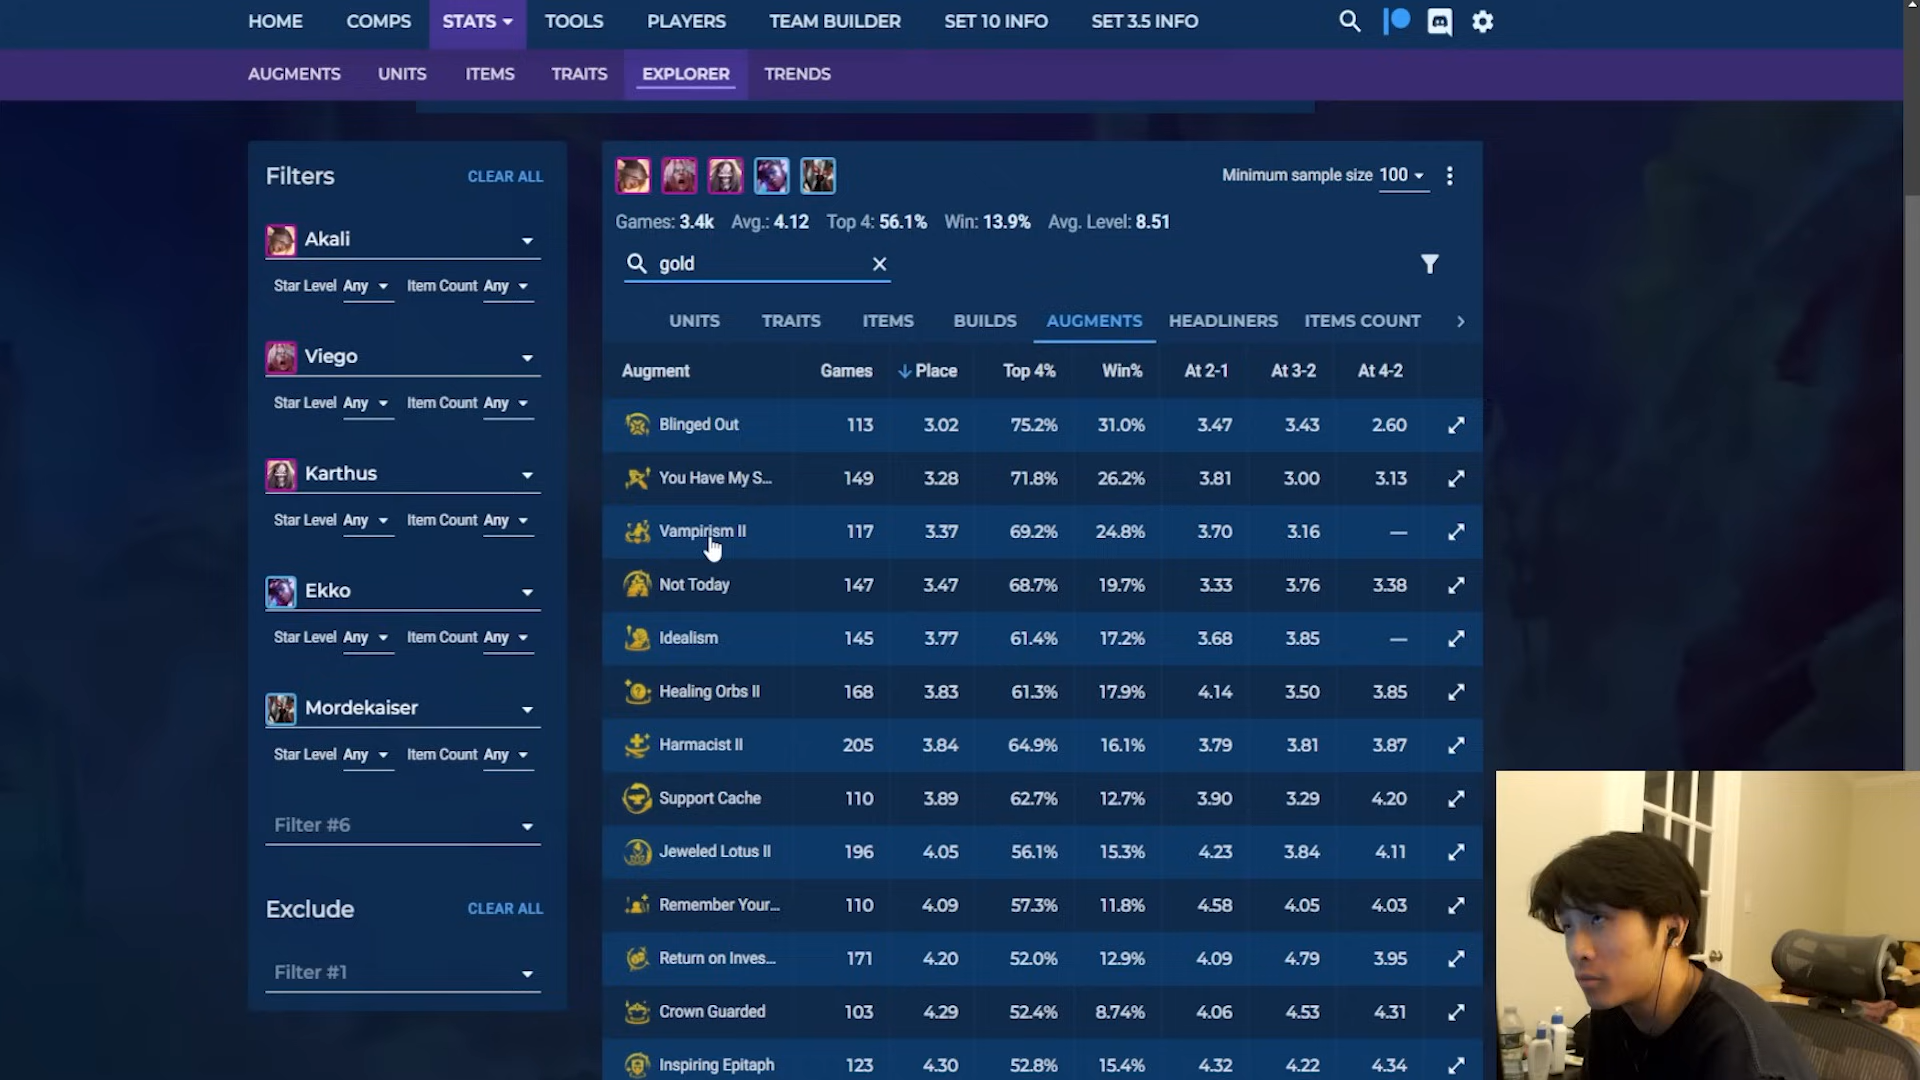 HOME COMPS STATS TOOLS PLAYERS TEAM BUILDER SET 10 INFO SET 3.5 INFO
AUGMENTS UNITS ITEMS TRAITS EXPLORER TRENDS
Filters CLEAR ALL
Akali
Star Level Any Item Count Any
Viego
Star Level Any Item Count Any
Karthus
Star Level Any Item Count Any
Ekko
Star Level Any Item Count Any
Mordekaiser
Star Level Any Item Count Any
Filter #6
Exclude CLEAR ALL
Filter #1
Minimum sample size 100
Games: 3.4k Avg.: 4.12 Top 4: 56.1% Win: 13.9% Avg. Level: 8.51
gold
UNITS TRAITS ITEMS BUILDS AUGMENTS HEADLINERS ITEMS COUNT
Augment Games Place Top 4% Win% At 2-1 At 3-2 At 4-2
Blinged Out 113 3.02 75.2% 31.0% 3.47 3.43 2.60
You Have My S... 149 3.28 71.8% 26.2% 3.81 3.00 3.13
Vampirism II 117 3.37 69.2% 24.8% 3.70 3.16 —
Not Today 147 3.47 68.7% 19.7% 3.33 3.76 3.38
Idealism 145 3.77 61.4% 17.2% 3.68 3.85 —
Healing Orbs II 168 3.83 61.3% 17.9% 4.14 3.50 3.85
Harmacist II 205 3.84 64.9% 16.1% 3.79 3.81 3.87
Support Cache 110 3.89 62.7% 12.7% 3.90 3.29 4.20
Jeweled Lotus II 196 4.05 56.1% 15.3% 4.23 3.84 4.11
Remember Your... 110 4.09 57.3% 11.8% 4.58 4.05 4.03
Return on Inves... 171 4.20 52.0% 12.9% 4.09 4.79 3.95
Crown Guarded 103 4.29 52.4% 8.74% 4.06 4.53 4.31
Inspiring Epitaph 123 4.30 52.8% 15.4% 4.32 4.22 4.34